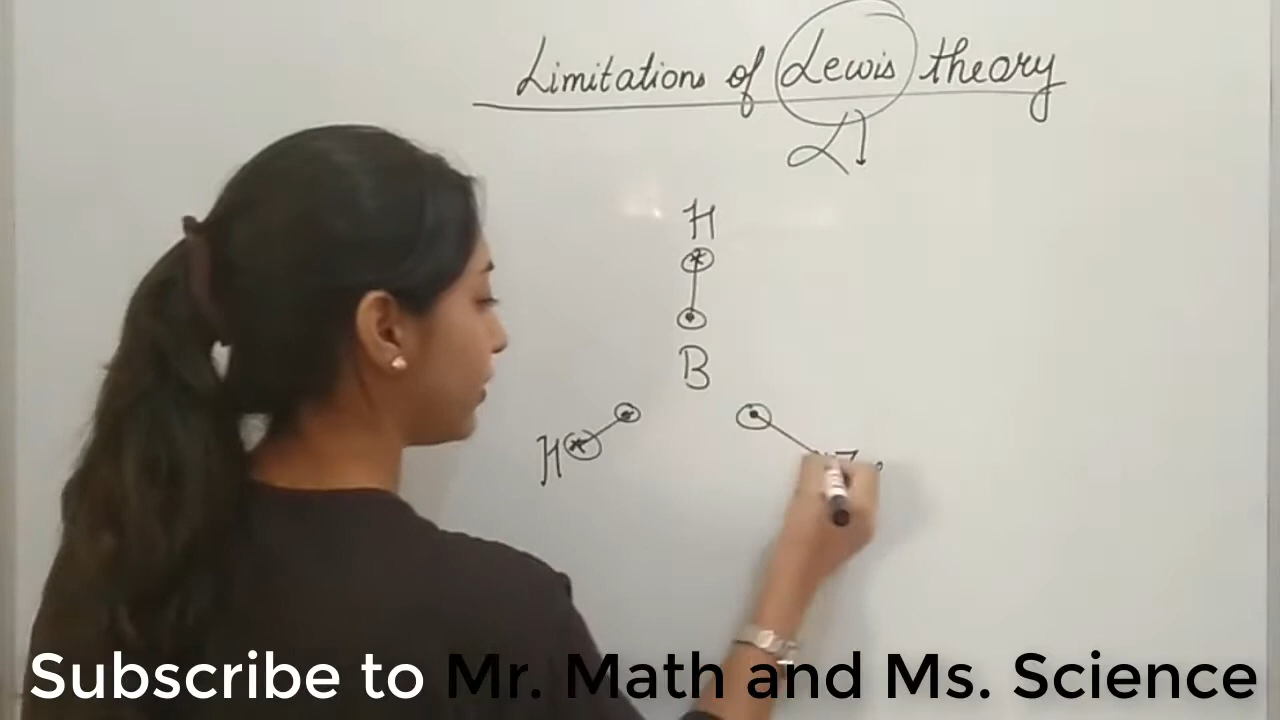 Limitations of Lewis theory
L
H
B
H
Subscribe to Mr. Math and Ms. Science